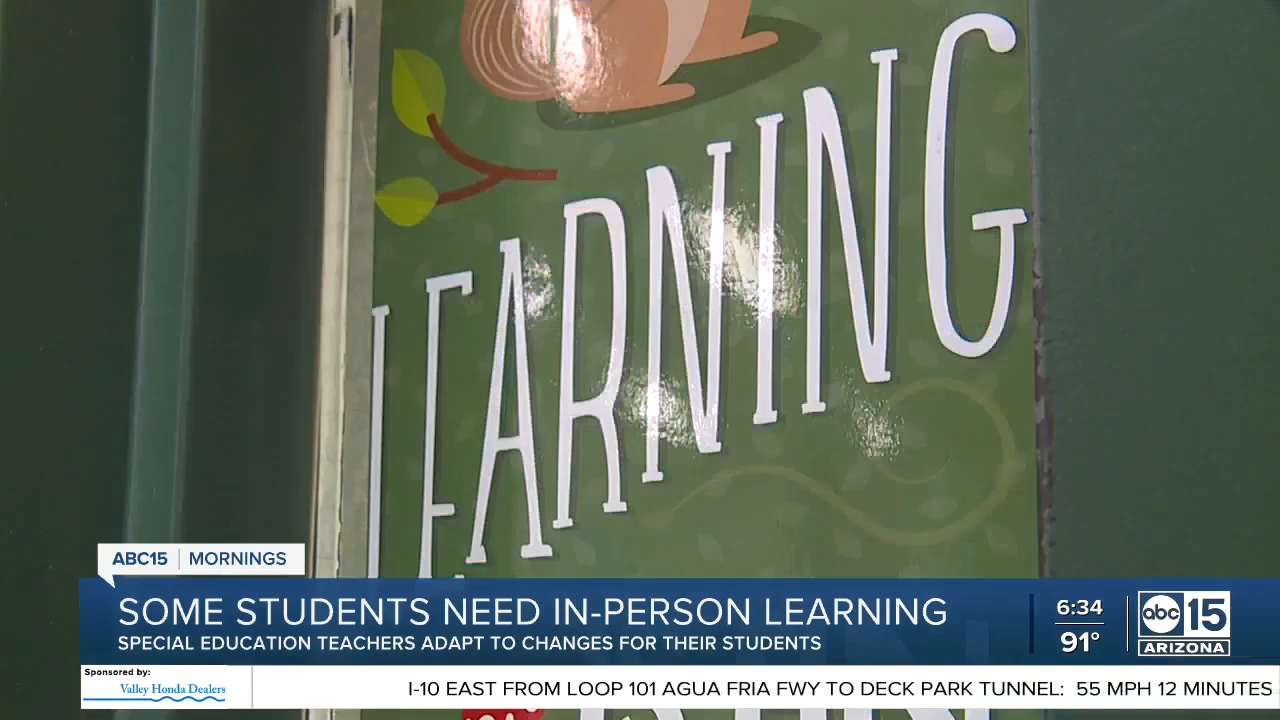 LEARNING
ABC15 MORNINGS
SOME STUDENTS NEED IN-PERSON LEARNING
SPECIAL EDUCATION TEACHERS ADAPT TO CHANGES FOR THEIR STUDENTS
6:34
91°
abc 15
ARIZONA
Sponsored by:
Valley Honda Dealers
I-10 EAST FROM LOOP 101 AGUA FRIA FWY TO DECK PARK TUNNEL: 55 MPH 12 MINUTES